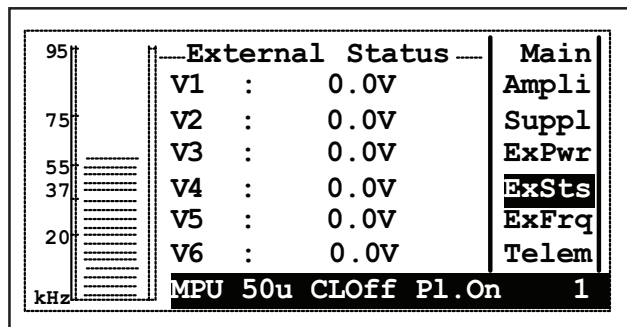 95
75
55
37
20
kHz
External Status
V1 : 0.0V
V2 : 0.0V
V3 : 0.0V
V4 : 0.0V
V5 : 0.0V
V6 : 0.0V
Main
Ampli
Suppl
ExPwr
ExSts
ExFrq
Telem
MPU 50u CLOff Pl.On 1